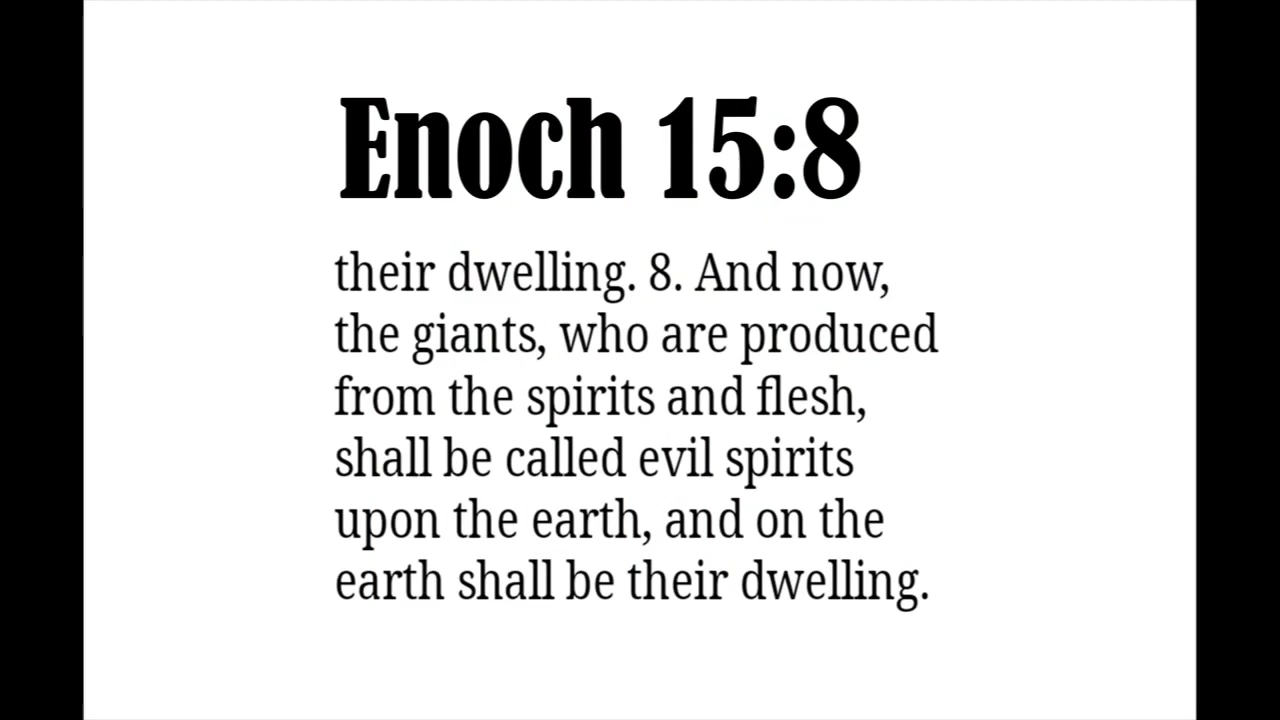 Enoch 15:8
their dwelling. 8. And now,
the giants, who are produced
from the spirits and flesh,
shall be called evil spirits
upon the earth, and on the
earth shall be their dwelling.